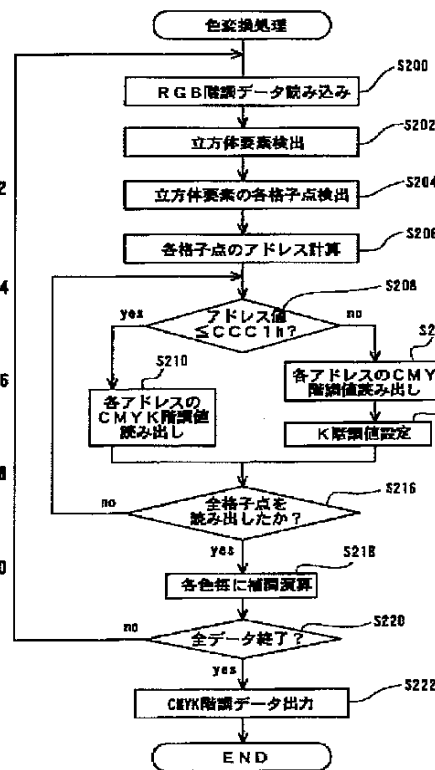 色変換処理
S200
RGB階調データ読み込み
S202
立方体要素検出
S204
立方体要素の各格子点検出
S206
各格子点のアドレス計算
S208
アドレス値
≦CCC1h?
yes
no
S210
各アドレスの
CMYK階調値
読み出し
各アドレスのCMY
階調値読み出し
K階調値設定
S216
全格子点を
読み出したか?
no
yes
S218
各色毎に補間演算
S220
全データ終了?
no
yes
S222
CMYK階調データ出力
END